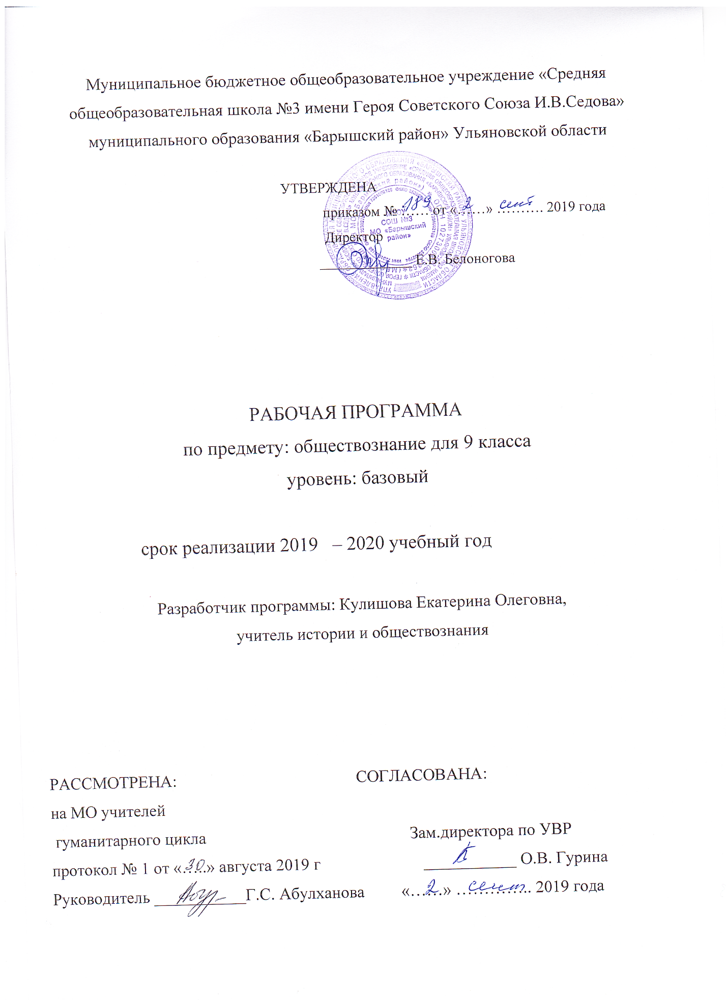 Муниципальное бюджетное общеобразовательное учреждение «Средняя
общеобразовательная школа №3 имени Героя Советского Союза И.В.Седова»
муниципального образования «Барышский район» Ульяновской области
УТВЕРЖДЕНА
приказом № 189 от «2» сент 2019 года
Директор
Е.В. Белоногова
СОШ №3
МО «Барышский
район»
РАБОЧАЯ ПРОГРАММА
по предмету: обществознание для 9 класса
уровень: базовый
срок реализации 2019 – 2020 учебный год
Разработчик программы: Кулишова Екатерина Олеговна,
учитель истории и обществознания
РАССМОТРЕНА:
на МО учителей
гуманитарного цикла
протокол № 1 от «30» августа 2019 г
Руководитель ____________Г.С. Абулханова
СОГЛАСОВАНА:
Зам.директора по УВР
____________ О.В. Гурина
«2» сент 2019 года